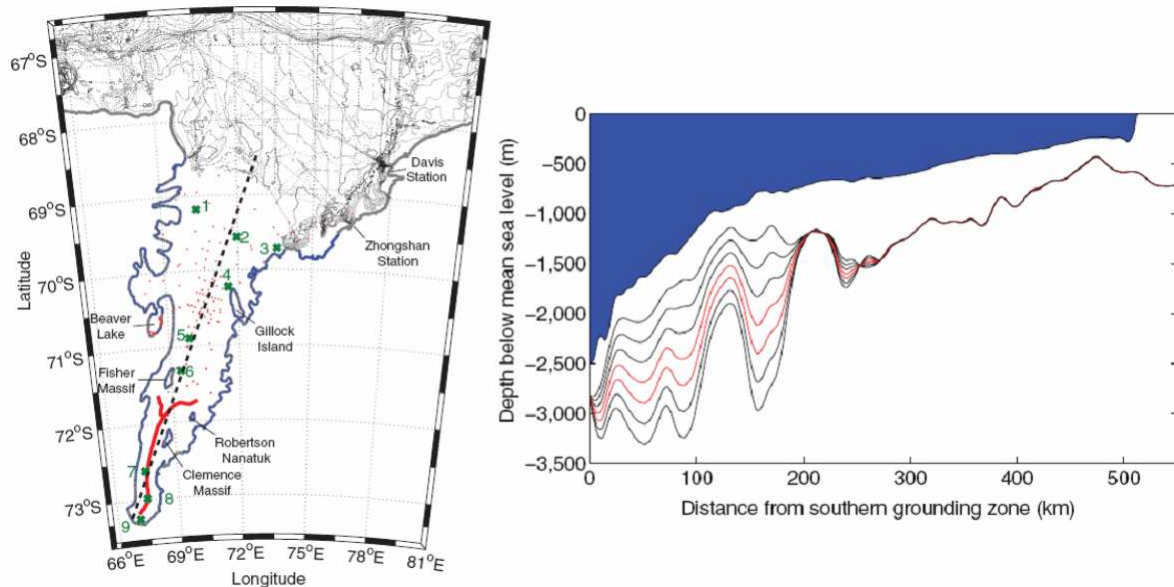 67°S
68°S
69°S
70°S
71°S
72°S
73°S
Latitude
Davis
Station
Zhongshan
Station
1
2
3
4
Gillock
Island
Beaver
Lake
5
Fisher
Massif
6
Robertson
Nanatuk
Clemence
Massif
7
8
9
66°E
69°E
72°E
75°E
78°E
81°E
Longitude
0
−500
−1,000
−1,500
−2,000
−2,500
−3,000
−3,500
Depth below mean sea level (m)
0
100
200
300
400
500
Distance from southern grounding zone (km)